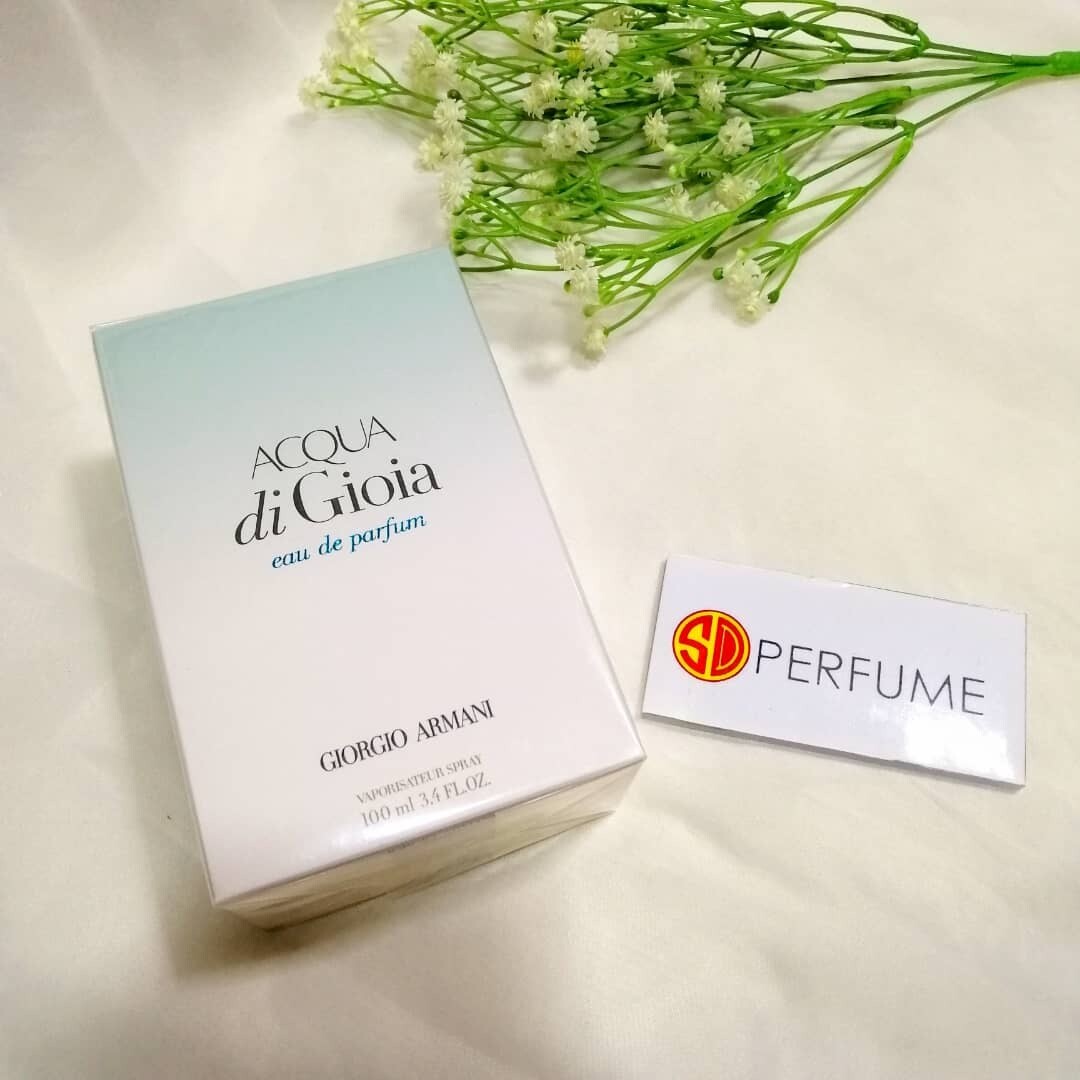 ACQUA
di Gioia
eau de parfum
GIORGIO ARMANI
VAPORISATEUR SPRAY
100 ml 3.4 FL.OZ.
SD PERFUME